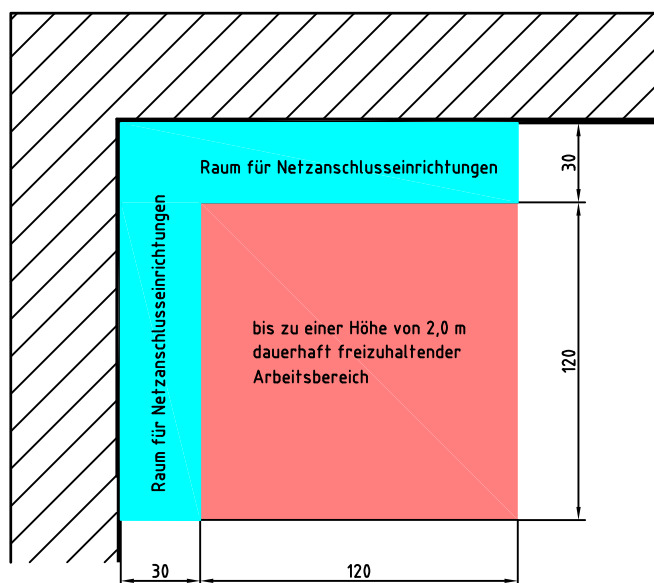 Raum für Netzanschlusseinrichtungen
30
Raum für Netzanschlusseinrichtungen
bis zu einer Höhe von 2,0 m
dauerhaft freizuhaltender
Arbeitsbereich
120
30
120